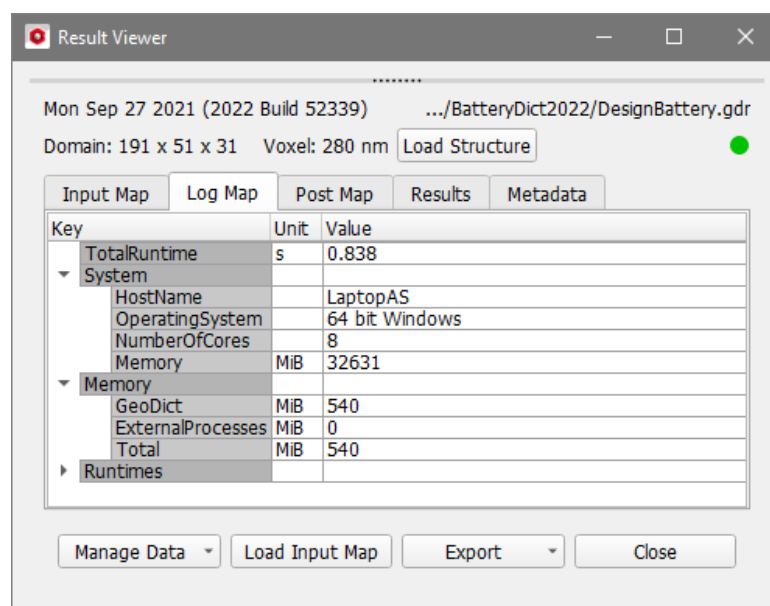 Result Viewer
Mon Sep 27 2021 (2022 Build 52339) .../BatteryDict2022/DesignBattery.gdr
Domain: 191 x 51 x 31 Voxel: 280 nm Load Structure
Input Map Log Map Post Map Results Metadata
Key Unit Value
TotalRuntime s 0.838
System
HostName LaptopAS
OperatingSystem 64 bit Windows
NumberOfCores 8
Memory MiB 32631
Memory
GeoDict MiB 540
ExternalProcesses MiB 0
Total MiB 540
Runtimes
Manage Data Load Input Map Export Close